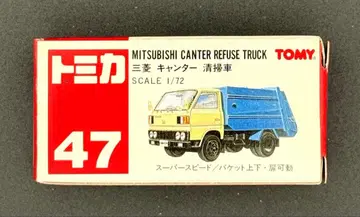 トミカ
47
MITSUBISHI CANTER REFUSE TRUCK
三菱 キャンター 清掃車
SCALE 1/72
TOMY
スーパースピード/バケット上下・扉可動